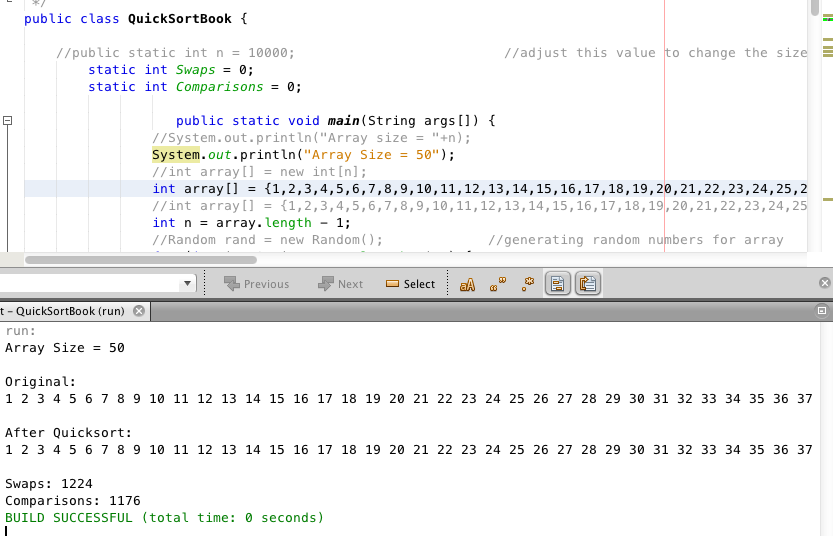 */
public class QuickSortBook {
//public static int n = 10000; //adjust this value to change the size
static int Swaps = 0;
static int Comparisons = 0;
public static void main(String args[]) {
//System.out.println("Array size = "+n);
System.out.println("Array Size = 50");
//int array[] = new int[n];
int array[] = {1,2,3,4,5,6,7,8,9,10,11,12,13,14,15,16,17,18,19,20,21,22,23,24,25,2
//int array[] = {1,2,3,4,5,6,7,8,9,10,11,12,13,14,15,16,17,18,19,20,21,22,23,24,25
int n = array.length - 1;
//Random rand = new Random(); //generating random numbers for array
Previous Next Select aA
t - QuickSortBook (run)
run:
Array Size = 50
Original:
1 2 3 4 5 6 7 8 9 10 11 12 13 14 15 16 17 18 19 20 21 22 23 24 25 26 27 28 29 30 31 32 33 34 35 36 37
After Quicksort:
1 2 3 4 5 6 7 8 9 10 11 12 13 14 15 16 17 18 19 20 21 22 23 24 25 26 27 28 29 30 31 32 33 34 35 36 37
Swaps: 1224
Comparisons: 1176
BUILD SUCCESSFUL (total time: 0 seconds)